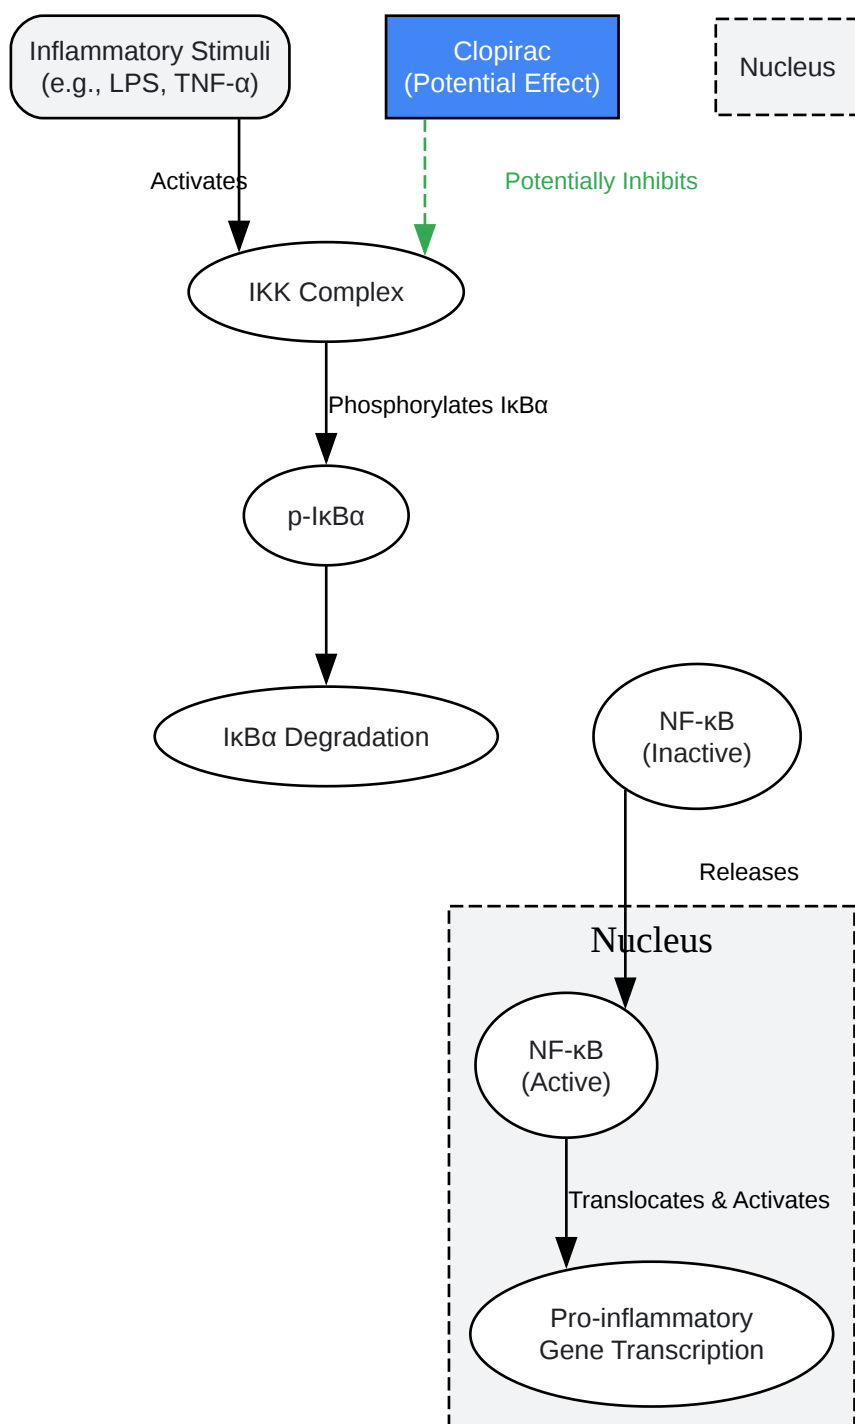 Inflammatory Stimuli
(e.g., LPS, TNF-α)
Clopirac
(Potential Effect)
Nucleus
Activates
Potentially Inhibits
IKK Complex
Phosphorylates IκBα
p-IκBα
IκBα Degradation
NF-κB
(Inactive)
Releases
Nucleus
NF-κB
(Active)
Translocates & Activates
Pro-inflammatory
Gene Transcription